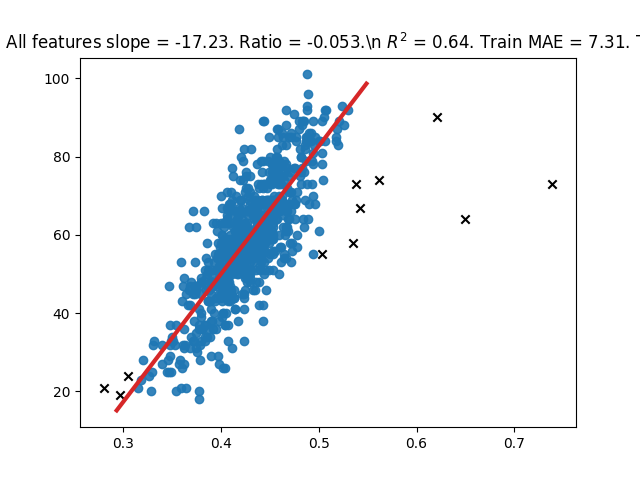 All features slope = -17.23. Ratio = -0.053.\n R² = 0.64. Train MAE = 7.31. T
100
80
60
40
20
0.3 0.4 0.5 0.6 0.7